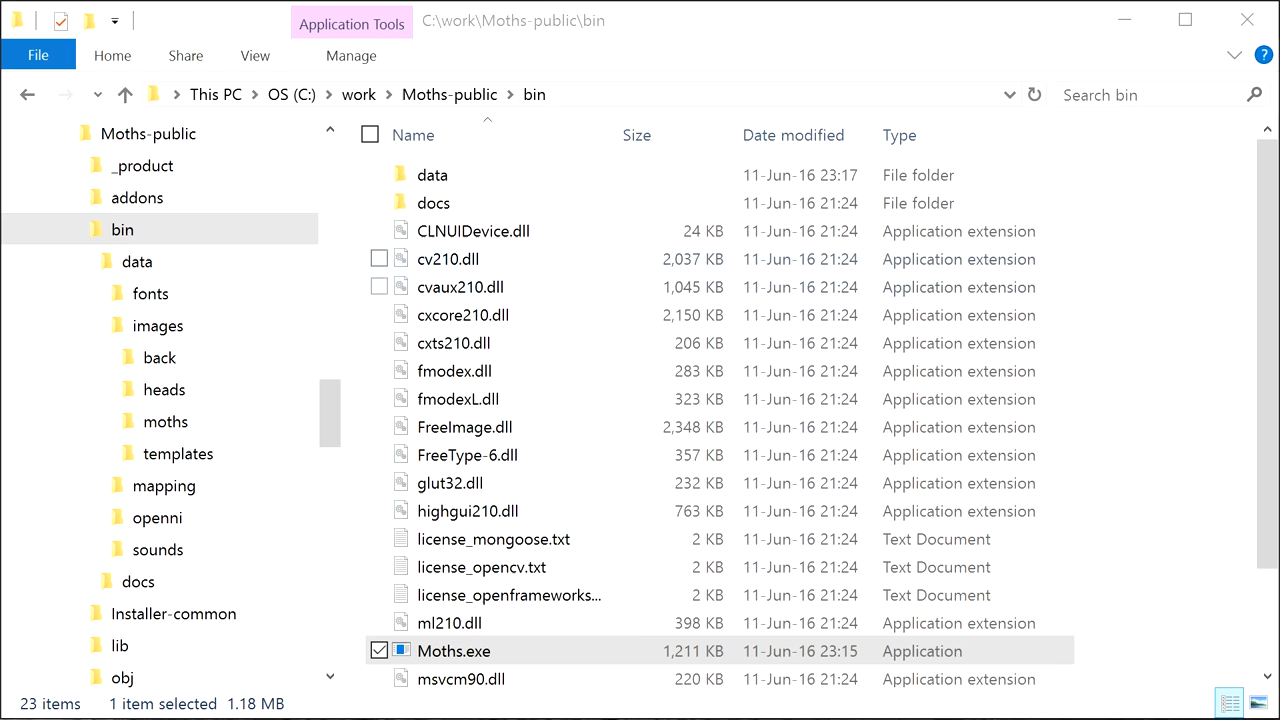 Application Tools C:\work\Moths-public\bin
File Home Share View Manage ?
This PC OS (C:) work Moths-public bin Search bin
Moths-public
_product
addons
bin
data
fonts
images
back
heads
moths
templates
mapping
openni
sounds
docs
Installer-common
lib
obj
Name Size Date modified Type
data 11-Jun-16 23:17 File folder
docs 11-Jun-16 21:24 File folder
CLNUIDevice.dll 24 KB 11-Jun-16 21:24 Application extension
cv210.dll 2,037 KB 11-Jun-16 21:24 Application extension
cvaux210.dll 1,045 KB 11-Jun-16 21:24 Application extension
cxcore210.dll 2,150 KB 11-Jun-16 21:24 Application extension
cxts210.dll 206 KB 11-Jun-16 21:24 Application extension
fmodex.dll 283 KB 11-Jun-16 21:24 Application extension
fmodexL.dll 323 KB 11-Jun-16 21:24 Application extension
FreeImage.dll 2,348 KB 11-Jun-16 21:24 Application extension
FreeType-6.dll 357 KB 11-Jun-16 21:24 Application extension
glut32.dll 232 KB 11-Jun-16 21:24 Application extension
highgui210.dll 763 KB 11-Jun-16 21:24 Application extension
license_mongoose.txt 2 KB 11-Jun-16 21:24 Text Document
license_opencv.txt 2 KB 11-Jun-16 21:24 Text Document
license_openframeworks... 2 KB 11-Jun-16 21:24 Text Document
ml210.dll 398 KB 11-Jun-16 21:24 Application extension
Moths.exe 1,211 KB 11-Jun-16 23:15 Application
msvcm90.dll 220 KB 11-Jun-16 21:24 Application extension
23 items 1 item selected 1.18 MB